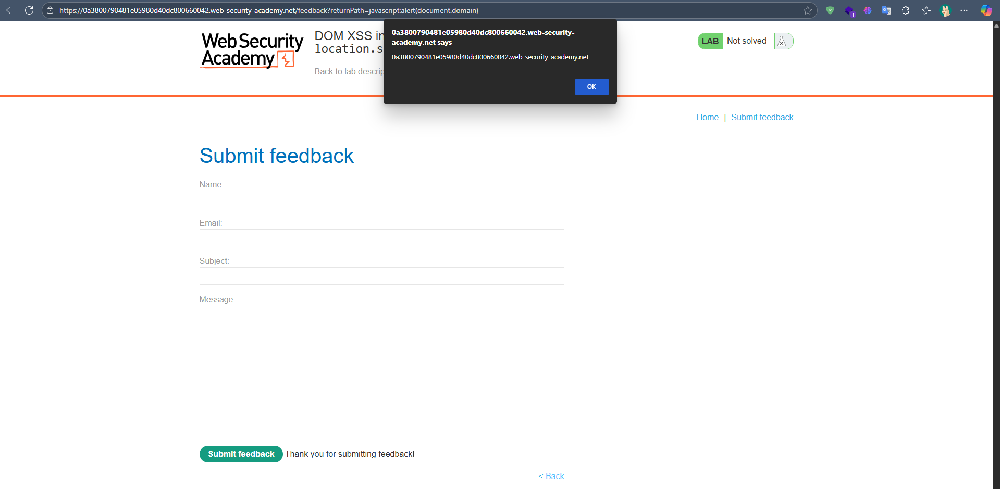 https://0a3800790481e05980d40dc800660042.web-security-academy.net/feedback?returnPath=javascript:alert(document.domain)
1
0a3800790481e05980d40dc800660042.web-security-
academy.net says
0a3800790481e05980d40dc800660042.web-security-academy.net
OK
Web Security
Academy
DOM XSS in
location.s
Back to lab descrip
LAB
Not solved
Home | Submit feedback
Submit feedback
Name:
Email:
Subject:
Message:
Submit feedback Thank you for submitting feedback!
< Back